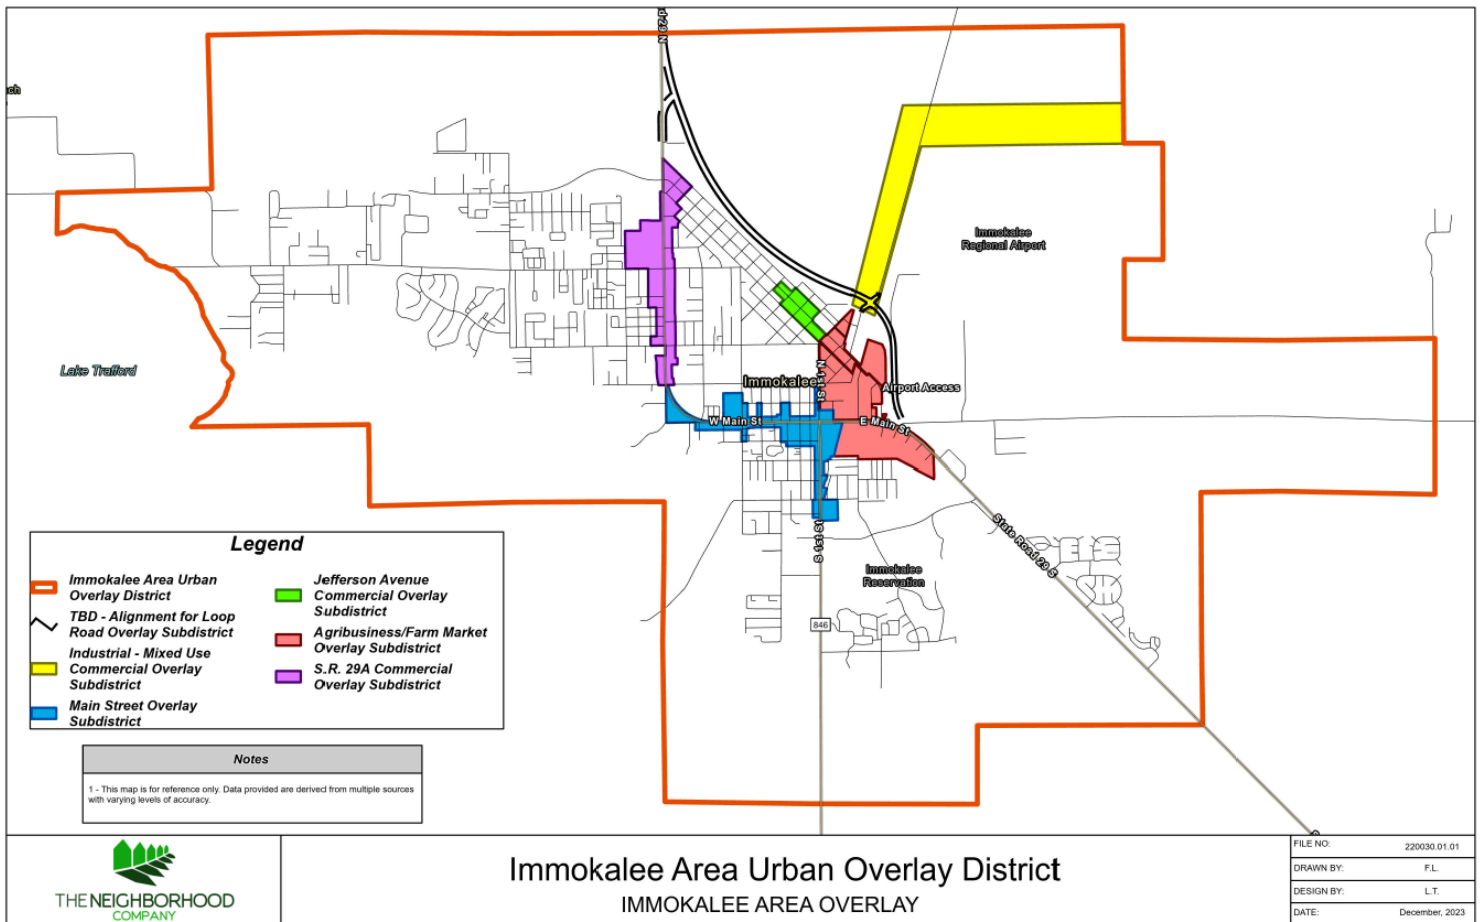 Immokalee
Regional Airport
Lake Trafford
Immokalee
N 1st St
Airport Access
W Main St
E Main St
S 1st St
State Road 29 S
Immokalee
Reservation
846
Legend
Immokalee Area Urban
Overlay District
TBD - Alignment for Loop
Road Overlay Subdistrict
Industrial - Mixed Use
Commercial Overlay
Subdistrict
Main Street Overlay
Subdistrict
Jefferson Avenue
Commercial Overlay
Subdistrict
Agribusiness/Farm Market
Overlay Subdistrict
S.R. 29A Commercial
Overlay Subdistrict
Notes
1 - This map is for reference only. Data provided are derived from multiple sources
with varying levels of accuracy.
THE NEIGHBORHOOD
COMPANY
Immokalee Area Urban Overlay District
IMMOKALEE AREA OVERLAY
FILE NO: 220030.01.01
DRAWN BY: F.L.
DESIGN BY: L.T.
DATE: December, 2023